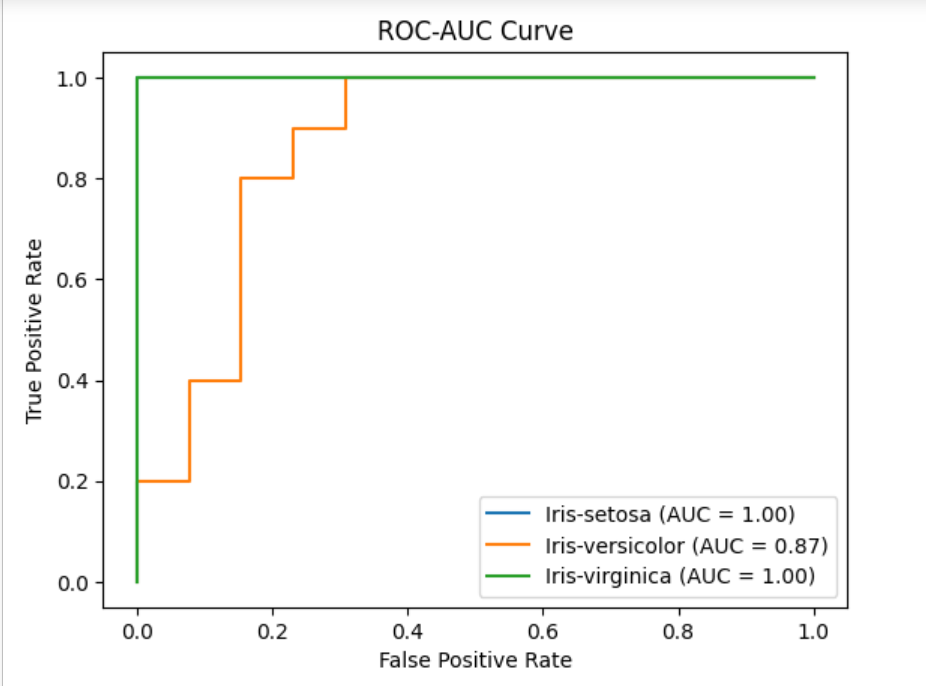 ROC-AUC Curve
1.0
0.8
0.6
0.4
0.2
0.0
True Positive Rate
Iris-setosa (AUC = 1.00)
Iris-versicolor (AUC = 0.87)
Iris-virginica (AUC = 1.00)
0.0 0.2 0.4 0.6 0.8 1.0
False Positive Rate